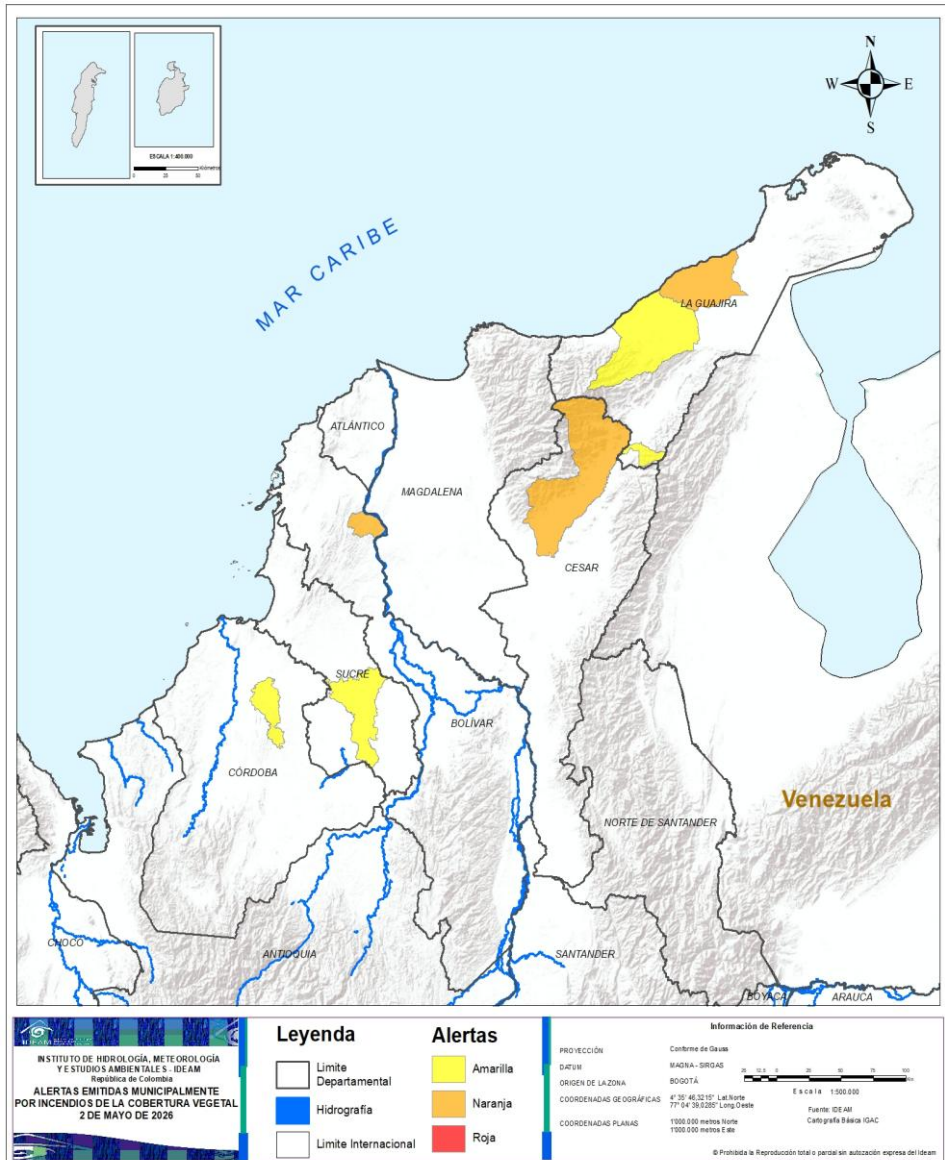 N
W E
S
ESCALA 1:400.000
Kilómetros
MAR CARIBE
LA GUAJIRA
ATLÁNTICO
MAGDALENA
CESAR
SUCRE
BOLÍVAR
CÓRDOBA
Venezuela
NORTE DE SANTANDER
CHOCÓ
ANTIOQUIA
SANTANDER
BOYACÁ
ARAUCA
IDEAM
INSTITUTO DE HIDROLOGÍA, METEOROLOGÍA
Y ESTUDIOS AMBIENTALES - IDEAM
República de Colombia
ALERTAS EMITIDAS MUNICIPALMENTE
POR INCENDIOS DE LA COBERTURA VEGETAL
2 DE MAYO DE 2026
Leyenda
Limite
Departamental
Hidrografía
Limite Internacional
Alertas
Amarilla
Naranja
Roja
Información de Referencia
PROYECCIÓN Conforme de Gauss
DATUM MAGNA - SIRGAS
ORIGEN DE LA ZONA BOGOTÁ
COORDENADAS GEOGRÁFICAS 4° 35' 46,3215" Lat.Norte
77° 04' 39,0285" Long.Oeste
COORDENADAS PLANAS 1'000.000 metros Norte
1'000.000 metros Este
Escala 1:500.000
Fuente: IDEAM
Cartografía Básica IGAC
© Prohibida la Reproducción total o parcial sin autozación expresa del Ideam